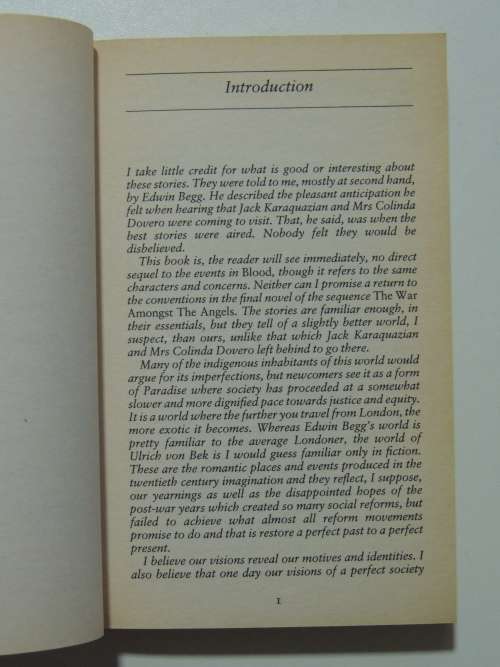 Introduction
I take little credit for what is good or interesting about
these stories. They were told to me, mostly at second hand,
by Edwin Begg. He described the pleasant anticipation he
felt when hearing that Jack Karaquazian and Mrs Colinda
Dovero were coming to visit. That, he said, was when the
best stories were aired. Nobody felt they would be
disbelieved.
This book is, the reader will see immediately, no direct
sequel to the events in Blood, though it refers to the same
characters and concerns. Neither can I promise a return to
the conventions in the final novel of the sequence The War
Amongst The Angels. The stories are familiar enough, in
their essentials, but they tell of a slightly better world, I
suspect, than ours, unlike that which Jack Karaquazian
and Mrs Colinda Dovero left behind to go there.
Many of the indigenous inhabitants of this world would
argue for its imperfections, but newcomers see it as a form
of Paradise where society has proceeded at a somewhat
slower and more dignified pace towards justice and equity.
It is a world where the further you travel from London, the
more exotic it becomes. Whereas Edwin Begg's world is
pretty familiar to the average Londoner, the world of
Ulrich von Bek is I would guess familiar only in fiction.
These are the romantic places and events produced in the
twentieth century imagination and they reflect, I suppose,
our yearnings as well as the disappointed hopes of the
post-war years which created so many social reforms, but
failed to achieve what almost all reform movements
promise to do and that is restore a perfect past to a perfect
present.
I believe our visions reveal our motives and identities. I
also believe that one day our visions of a perfect society
1